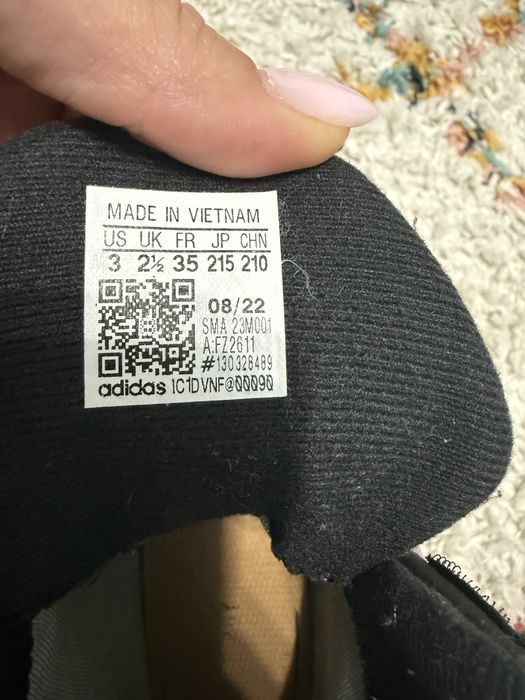 MADE IN VIETNAM
US UK FR JP CHN
3 2½ 35 215 210
08/22
SMA 23M001
A:FZ2611
#130328489
adidas 1C1DVNF@00090